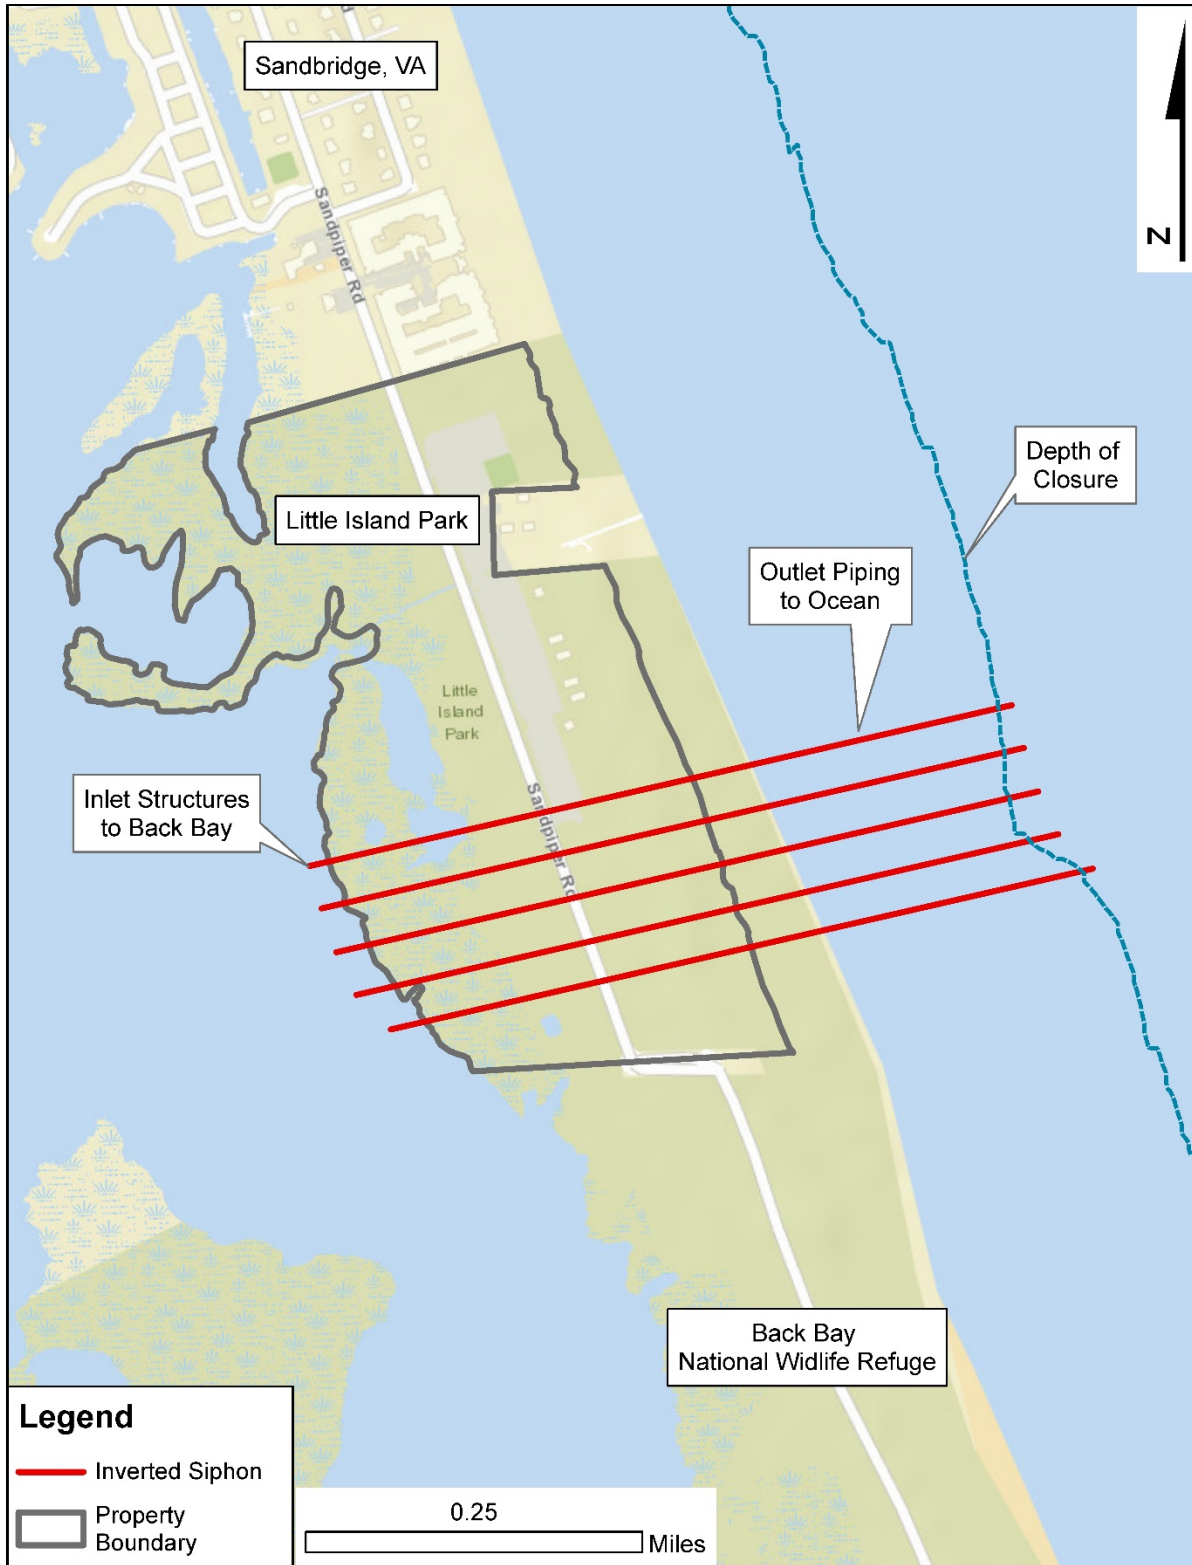 Sandbridge, VA
Rd
N
Sandpiper Rd
Depth of
Closure
Little Island Park
Outlet Piping
to Ocean
Little
Island
Park
Inlet Structures
to Back Bay
Sandpiper Rd
Back Bay
National Widlife Refuge
Legend
Inverted Siphon
Property
Boundary
0.25
Miles